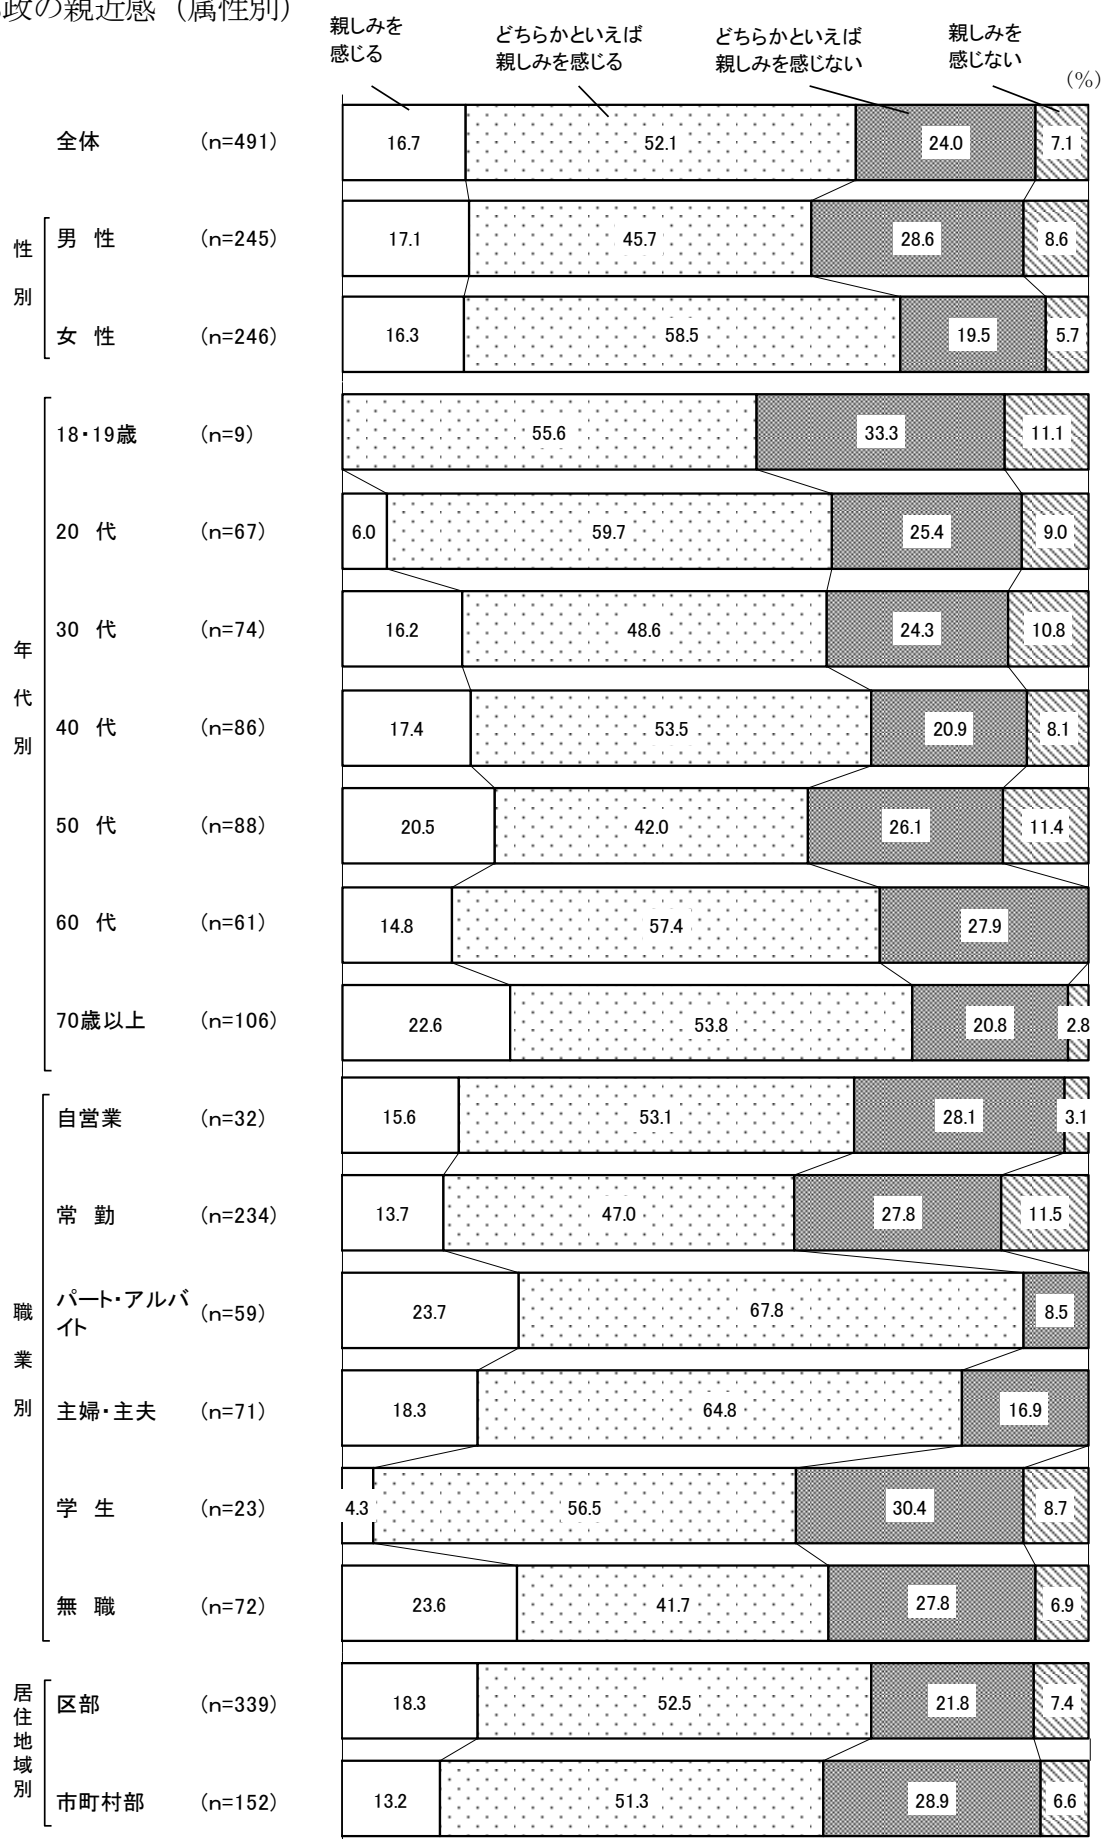 政の親近感（属性別）
親しみを
感じる
どちらかといえば
親しみを感じる
どちらかといえば
親しみを感じない
親しみを
感じない
(%)
全体 (n=491) 16.7 52.1 24.0 7.1
性別
男 性 (n=245) 17.1 45.7 28.6 8.6
女 性 (n=246) 16.3 58.5 19.5 5.7
年代別
18・19歳 (n=9) 55.6 33.3 11.1
20 代 (n=67) 6.0 59.7 25.4 9.0
30 代 (n=74) 16.2 48.6 24.3 10.8
40 代 (n=86) 17.4 53.5 20.9 8.1
50 代 (n=88) 20.5 42.0 26.1 11.4
60 代 (n=61) 14.8 57.4 27.9
70歳以上 (n=106) 22.6 53.8 20.8 2.8
職業別
自営業 (n=32) 15.6 53.1 28.1 3.1
常 勤 (n=234) 13.7 47.0 27.8 11.5
パート・アルバ
イト
(n=59) 23.7 67.8 8.5
主婦・主夫 (n=71) 18.3 64.8 16.9
学 生 (n=23) 4.3 56.5 30.4 8.7
無 職 (n=72) 23.6 41.7 27.8 6.9
居住地域別
区部 (n=339) 18.3 52.5 21.8 7.4
市町村部 (n=152) 13.2 51.3 28.9 6.6